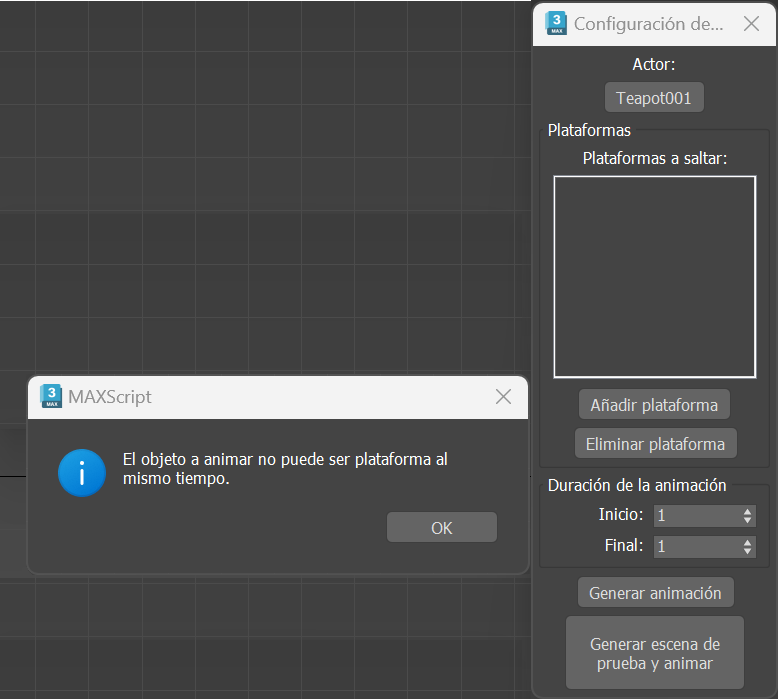 3
MAX
Configuración de...
Actor:
Teapot001
Plataformas
Plataformas a saltar:
Añadir plataforma
Eliminar plataforma
Duración de la animación
Inicio: 1
Final: 1
Generar animación
Generar escena de
prueba y animar
3
MAX
MAXScript
El objeto a animar no puede ser plataforma al
mismo tiempo.
OK